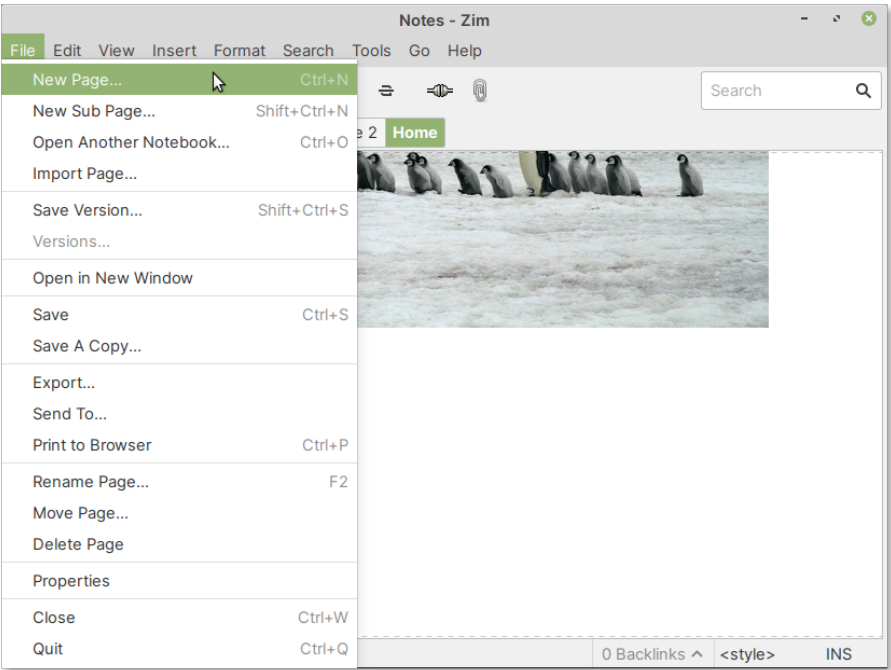 Notes - Zim
File Edit View Insert Format Search Tools Go Help
New Page... Ctrl+N
New Sub Page... Shift+Ctrl+N
Open Another Notebook... Ctrl+O
Import Page...
Save Version... Shift+Ctrl+S
Versions...
Open in New Window
Save Ctrl+S
Save A Copy...
Export...
Send To...
Print to Browser Ctrl+P
Rename Page... F2
Move Page...
Delete Page
Properties
Close Ctrl+W
Quit Ctrl+Q
Search
e 2 Home
0 Backlinks <style> INS